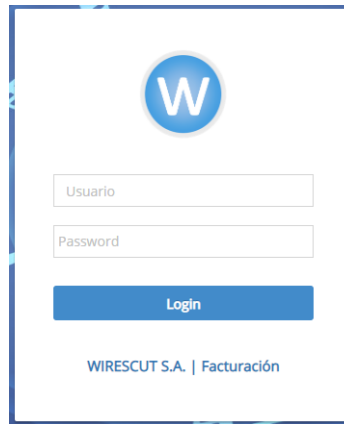 W
Usuario
Password
Login
WIRESCUT S.A. | Facturación